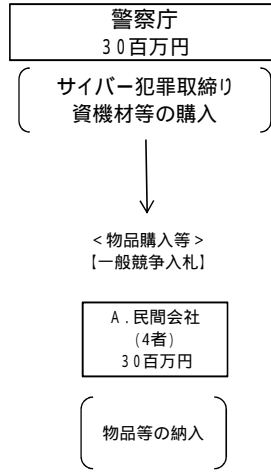 警察庁
30百万円
サイバー犯罪取締り
資機材等の購入
<物品購入等>
【一般競争入札】
A.民間会社
(4者)
30百万円
物品等の納入